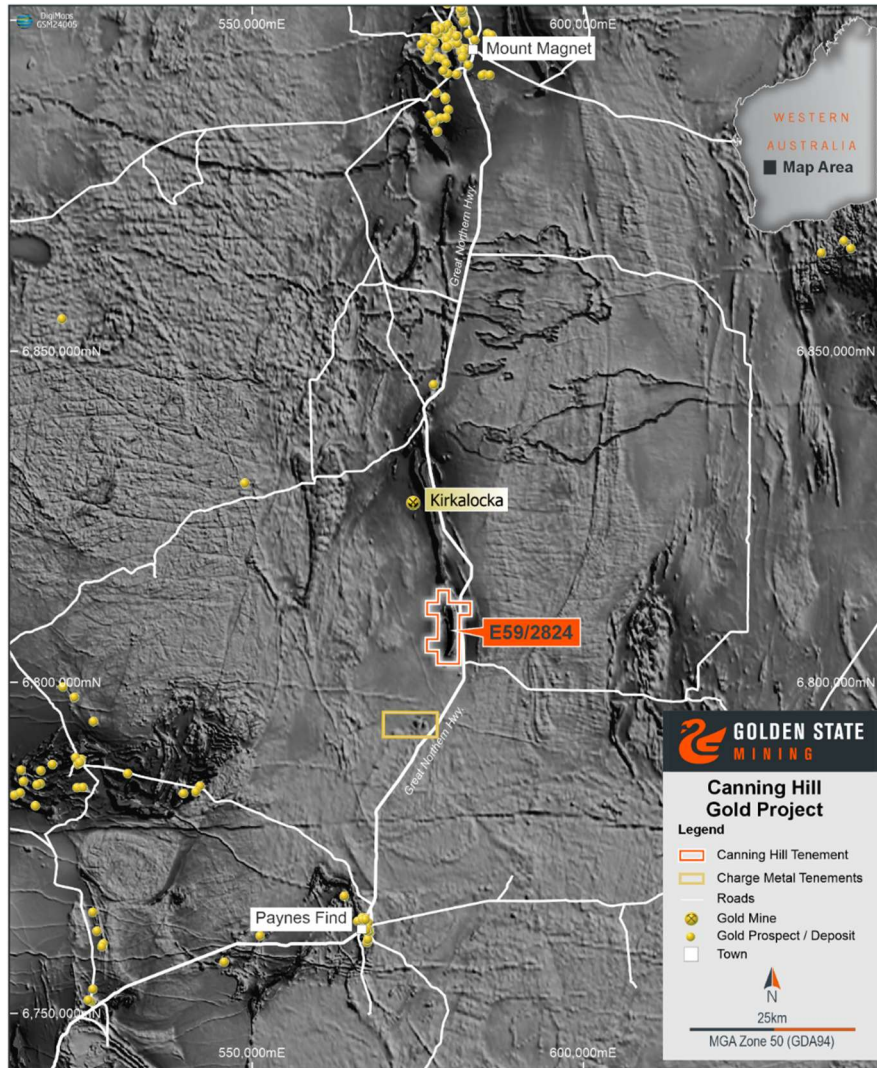 DigiMaps
GSM24005
550,000mE
600,000mE
Mount Magnet
WESTERN
AUSTRALIA
Map Area
Great Northern Hwy.
6,850,000mN
6,850,000mN
Kirkalocka
E59/2824
6,800,000mN
6,800,000mN
Great Northern Hwy.
GOLDEN STATE
MINING
Canning Hill
Gold Project
Legend
Canning Hill Tenement
Charge Metal Tenements
Roads
Gold Mine
Gold Prospect / Deposit
Town
N
25km
MGA Zone 50 (GDA94)
Paynes Find
6,750,000mN
550,000mE
600,000mE